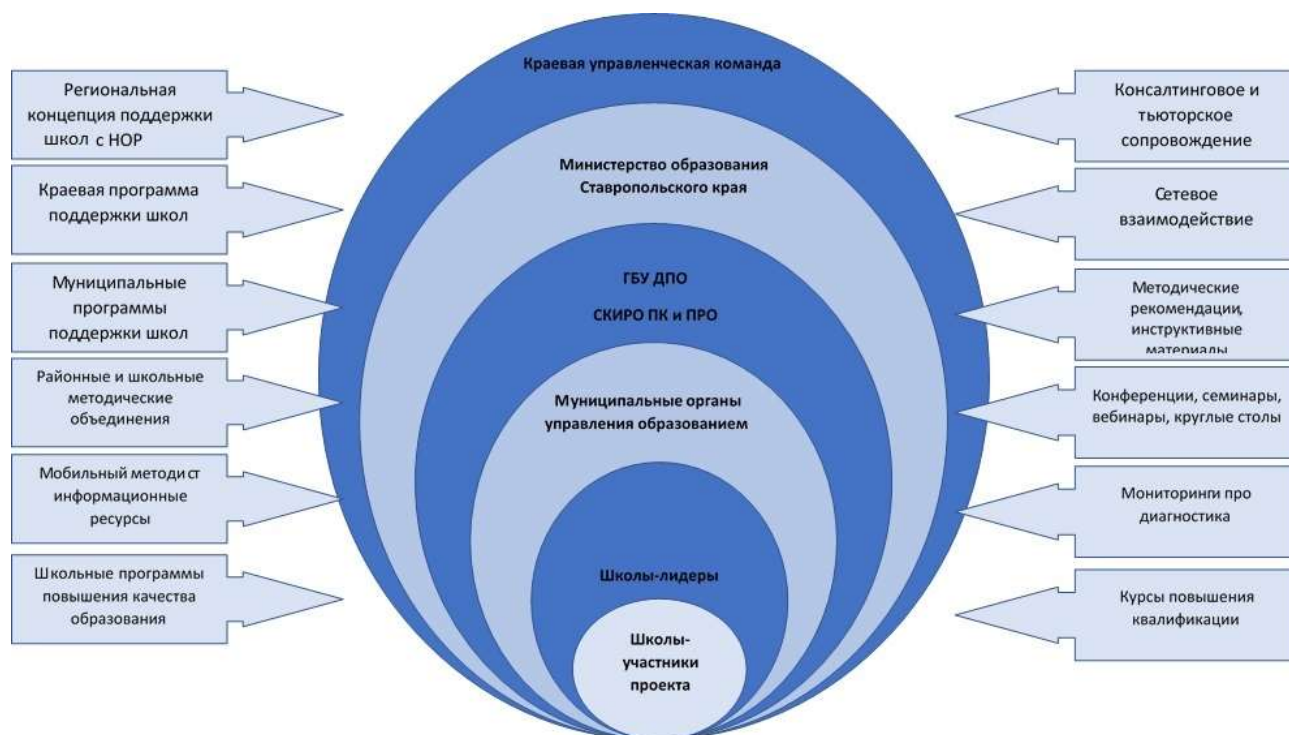 Краевая управленческая команда
Министерство образования
Ставропольского края
ГБУ ДПО
СКИРО ПК и ПРО
Муниципальные органы
управления образованием
Школы-лидеры
Школы-
участники
проекта
Региональная
концепция поддержки
школ с НОР
Краевая программа
поддержки школ
Муниципальные
программы
поддержки школ
Районные и школьные
методические
объединения
Мобильный методист
информационные
ресурсы
Школьные программы
повышения качества
образования
Консалтинговое и
тьюторское
сопровождение
Сетевое
взаимодействие
Методические
рекомендации,
инструктивные
материалы
Конференции, семинары,
вебинары, круглые столы
Мониторинги про
диагностика
Курсы повышения
квалификации